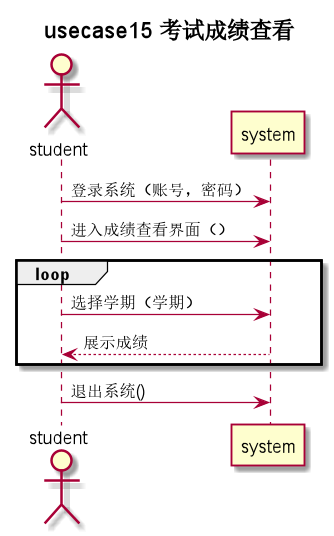 usecase15 考试成绩查看
student
system
登录系统（账号，密码）
进入成绩查看界面（）
loop
选择学期（学期）
展示成绩
退出系统()
student
system